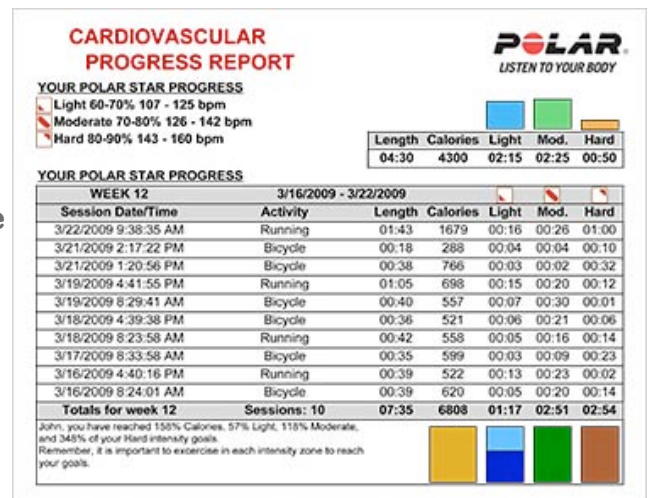 CARDIOVASCULAR
PROGRESS REPORT
POLAR
LISTEN TO YOUR BODY
YOUR POLAR STAR PROGRESS
Light 60-70% 107 - 125 bpm
Moderate 70-80% 126 - 142 bpm
Hard 80-90% 143 - 160 bpm
Length Calories Light Mod. Hard
04:30 4300 02:15 02:25 00:50
YOUR POLAR STAR PROGRESS
WEEK 12 3/16/2009 - 3/22/2009
Session Date/Time Activity Length Calories Light Mod. Hard
3/22/2009 9:38:35 AM Running 01:43 1679 00:16 00:26 01:00
3/21/2009 2:17:22 PM Bicycle 00:18 288 00:04 00:04 00:10
3/21/2009 1:20:56 PM Bicycle 00:38 766 00:03 00:02 00:32
3/19/2009 4:41:55 PM Running 01:05 698 00:15 00:20 00:12
3/19/2009 8:29:41 AM Bicycle 00:40 557 00:07 00:30 00:01
3/18/2009 4:39:38 PM Bicycle 00:36 521 00:06 00:21 00:06
3/18/2009 8:23:58 AM Running 00:42 558 00:05 00:16 00:14
3/17/2009 8:33:58 AM Bicycle 00:35 599 00:03 00:09 00:23
3/16/2009 4:40:16 PM Running 00:39 522 00:13 00:23 00:02
3/16/2009 8:24:01 AM Bicycle 00:39 620 00:05 00:20 00:14
Totals for week 12 Sessions: 10 07:35 6808 01:17 02:51 02:54
John, you have reached 158% Calories, 57% Light, 118% Moderate,
and 348% of your Hard intensity goals.
Remember, it is important to excercise in each intensity zone to reach
your goals.